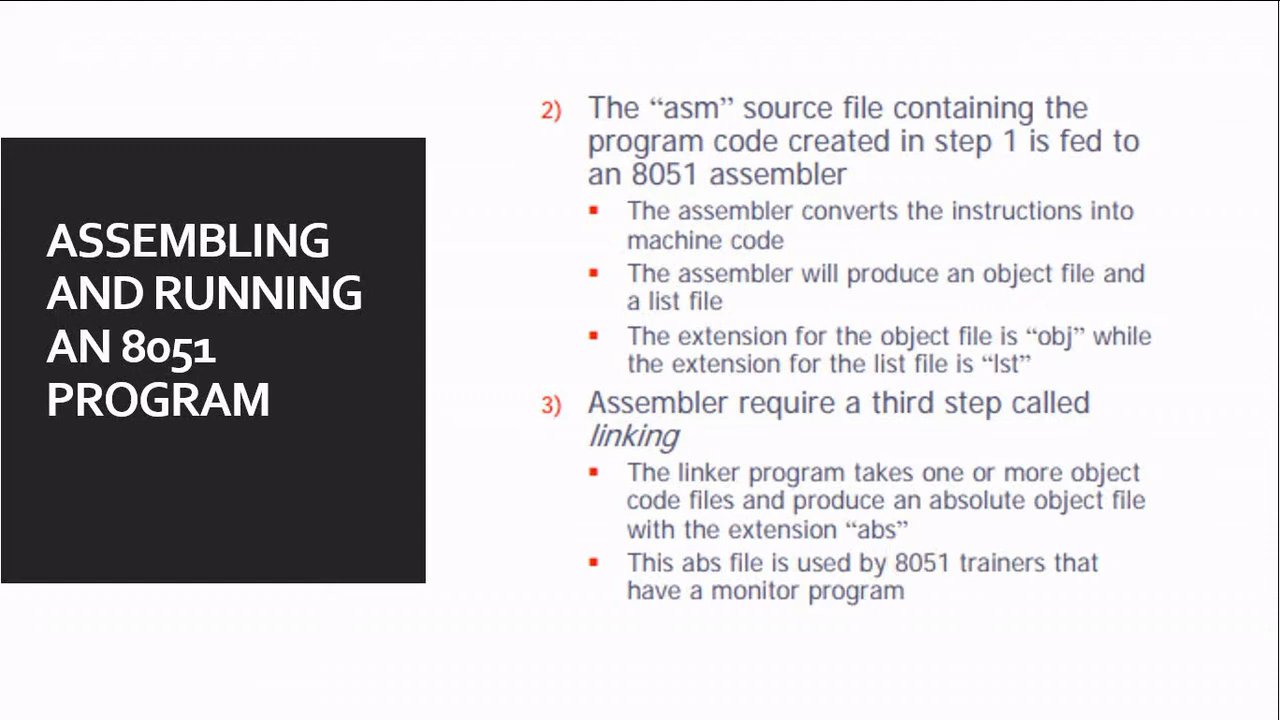 ASSEMBLING
AND RUNNING
AN 8051
PROGRAM
2) The “asm” source file containing the
program code created in step 1 is fed to
an 8051 assembler
▪ The assembler converts the instructions into
machine code
▪ The assembler will produce an object file and
a list file
▪ The extension for the object file is “obj” while
the extension for the list file is “lst”
3) Assembler require a third step called
linking
▪ The linker program takes one or more object
code files and produce an absolute object file
with the extension “abs”
▪ This abs file is used by 8051 trainers that
have a monitor program